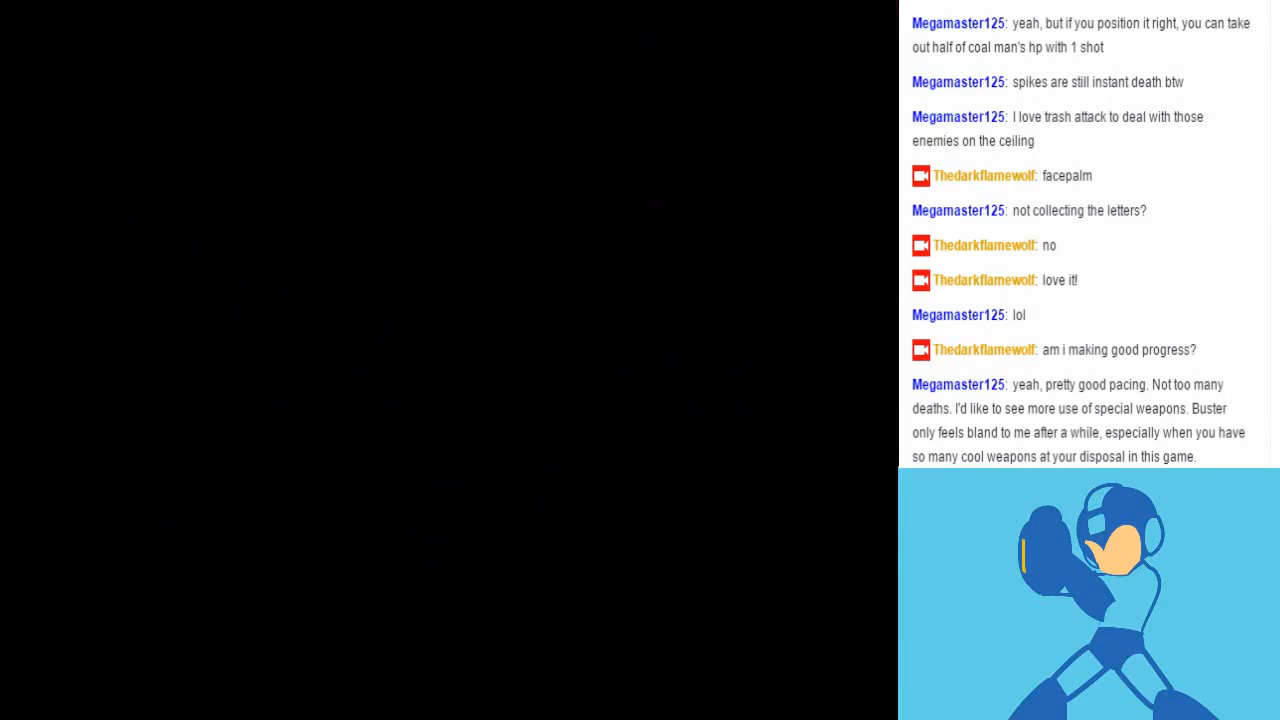 Megamaster125: yeah, but if you position it right, you can take
out half of coal man's hp with 1 shot
Megamaster125: spikes are still instant death btw
Megamaster125: I love trash attack to deal with those
enemies on the ceiling
Thedarkflamewolf: facepalm
Megamaster125: not collecting the letters?
Thedarkflamewolf: no
Thedarkflamewolf: love it!
Megamaster125: lol
Thedarkflamewolf: am i making good progress?
Megamaster125: yeah, pretty good pacing. Not too many
deaths. I'd like to see more use of special weapons. Buster
only feels bland to me after a while, especially when you have
so many cool weapons at your disposal in this game.